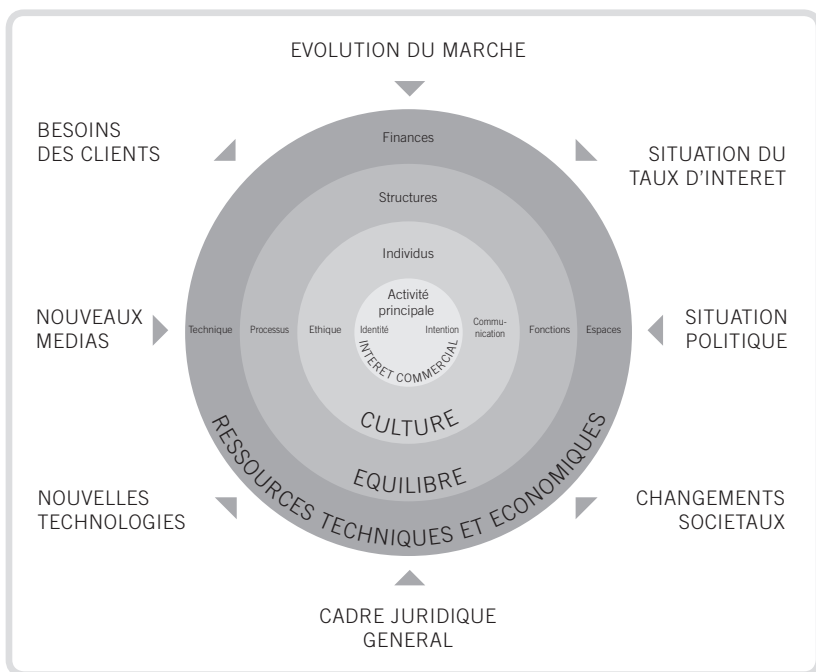 EVOLUTION DU MARCHE
BESOINS
DES CLIENTS
SITUATION DU
TAUX D'INTERET
Finances
Structures
Individus
Activité
principale
NOUVEAUX
MEDIAS
Technique
Processus
Ethique
Identité
Intention
Commu-
nication
Fonctions
Espaces
SITUATION
POLITIQUE
INTERET COMMERCIAL
CULTURE
EQUILIBRE
RESSOURCES TECHNIQUES ET ECONOMIQUES
NOUVELLES
TECHNOLOGIES
CHANGEMENTS
SOCIETAUX
CADRE JURIDIQUE
GENERAL